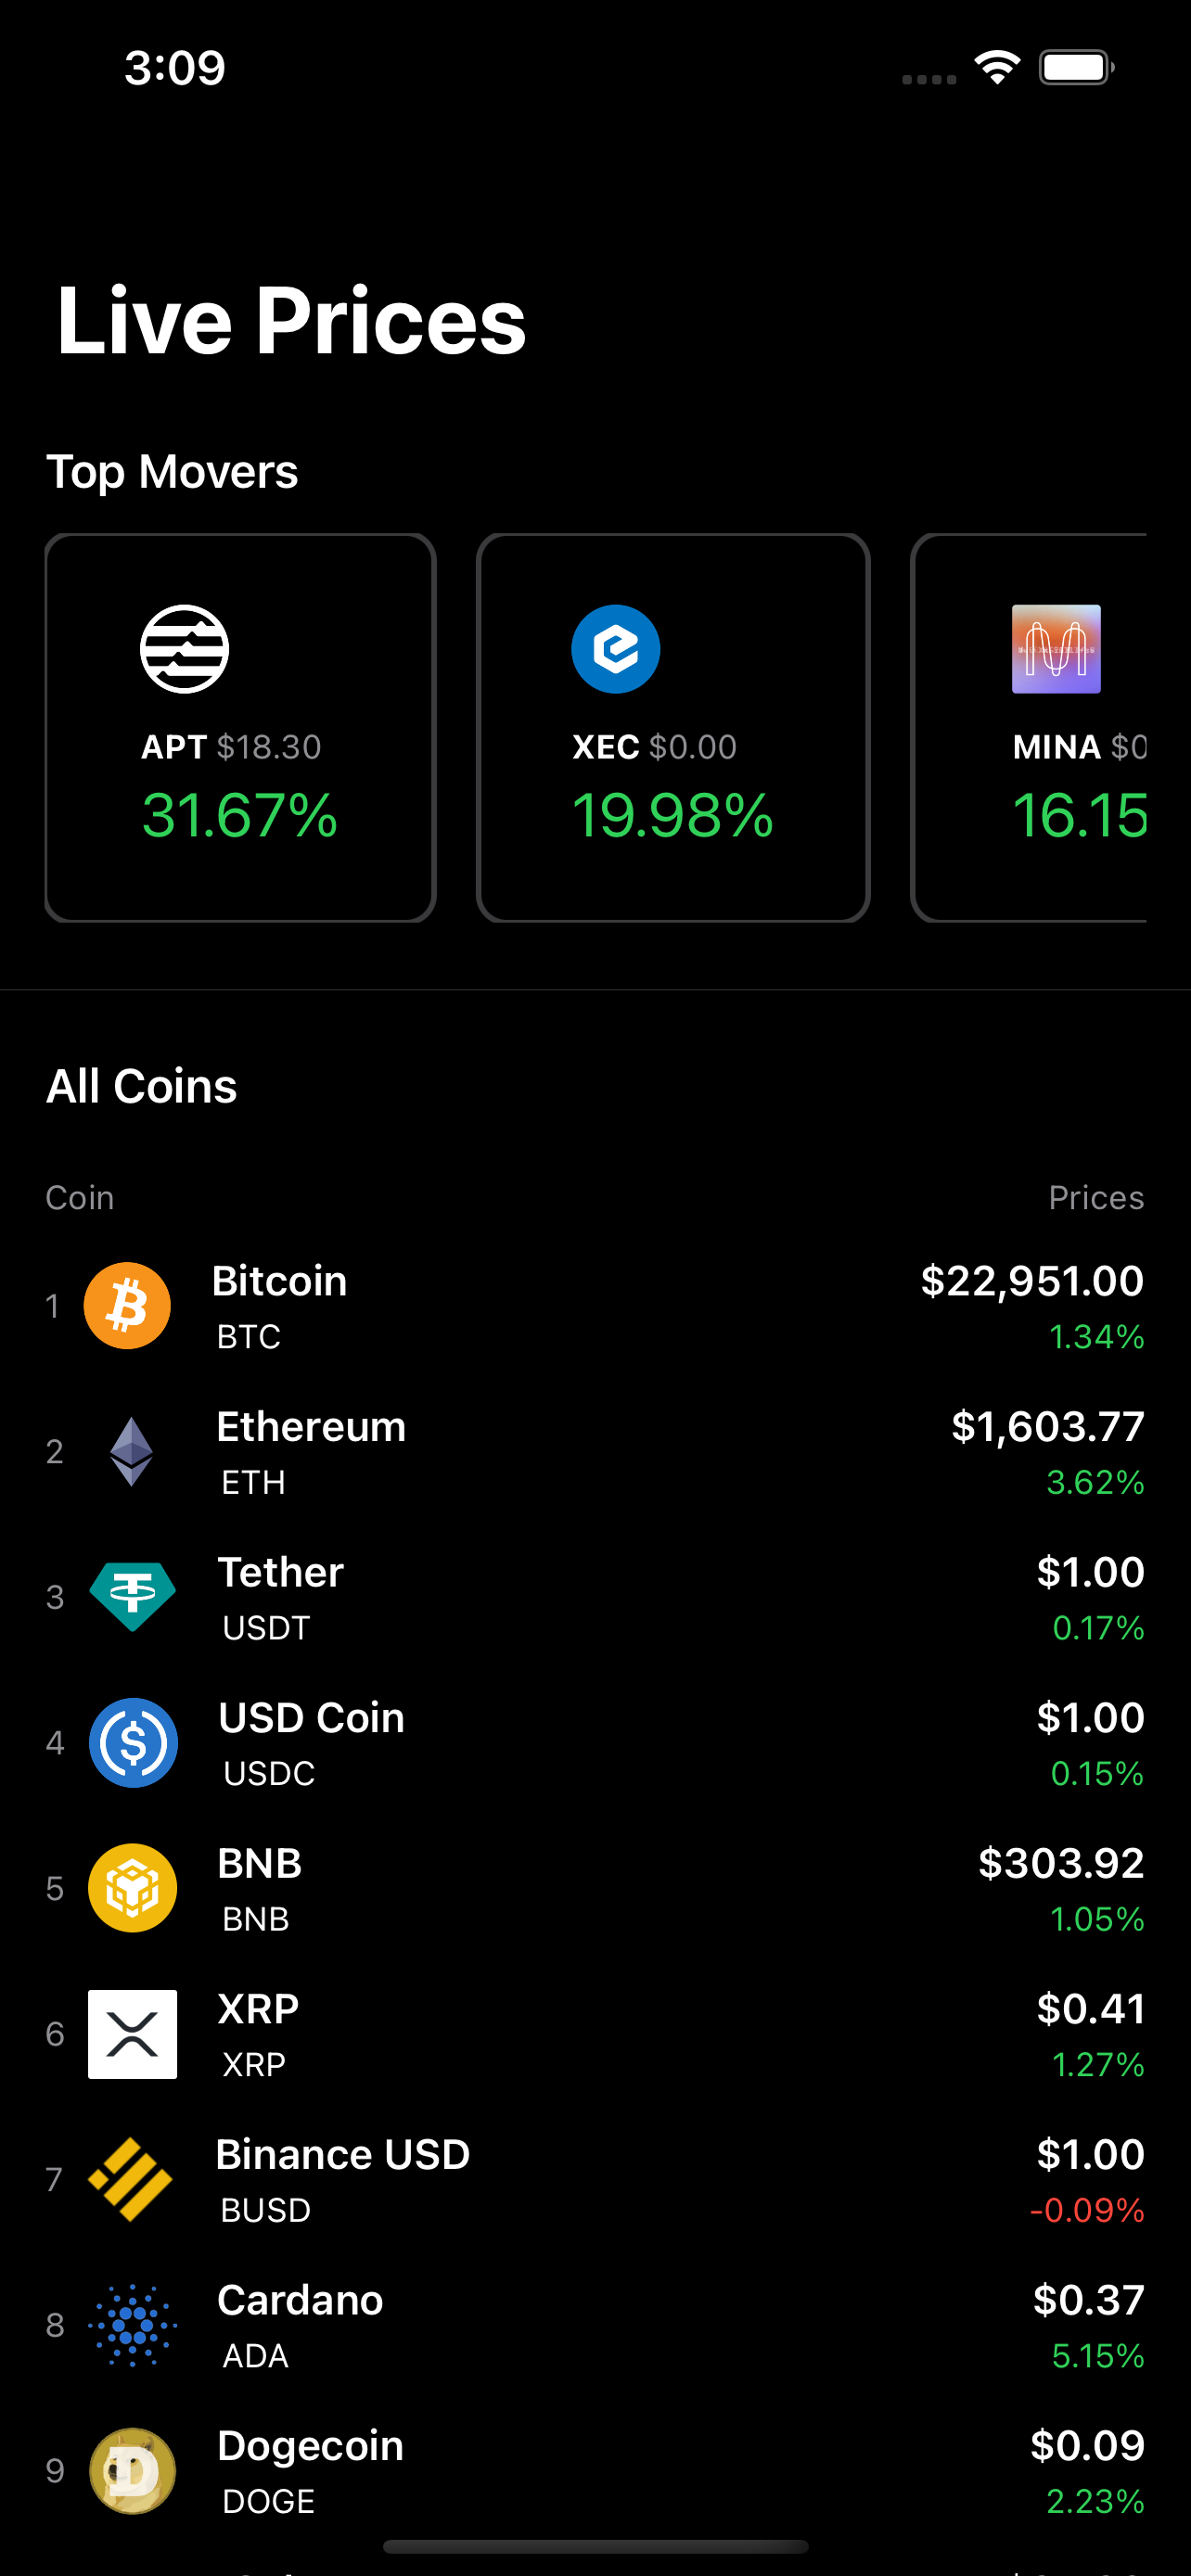 3:09
Live Prices
Top Movers
APT $18.30
31.67%
XEC $0.00
19.98%
MINA $0
16.15
All Coins
Coin Prices
1 Bitcoin $22,951.00
BTC 1.34%
2 Ethereum $1,603.77
ETH 3.62%
3 Tether $1.00
USDT 0.17%
4 USD Coin $1.00
USDC 0.15%
5 BNB $303.92
BNB 1.05%
6 XRP $0.41
XRP 1.27%
7 Binance USD $1.00
BUSD -0.09%
8 Cardano $0.37
ADA 5.15%
9 Dogecoin $0.09
DOGE 2.23%